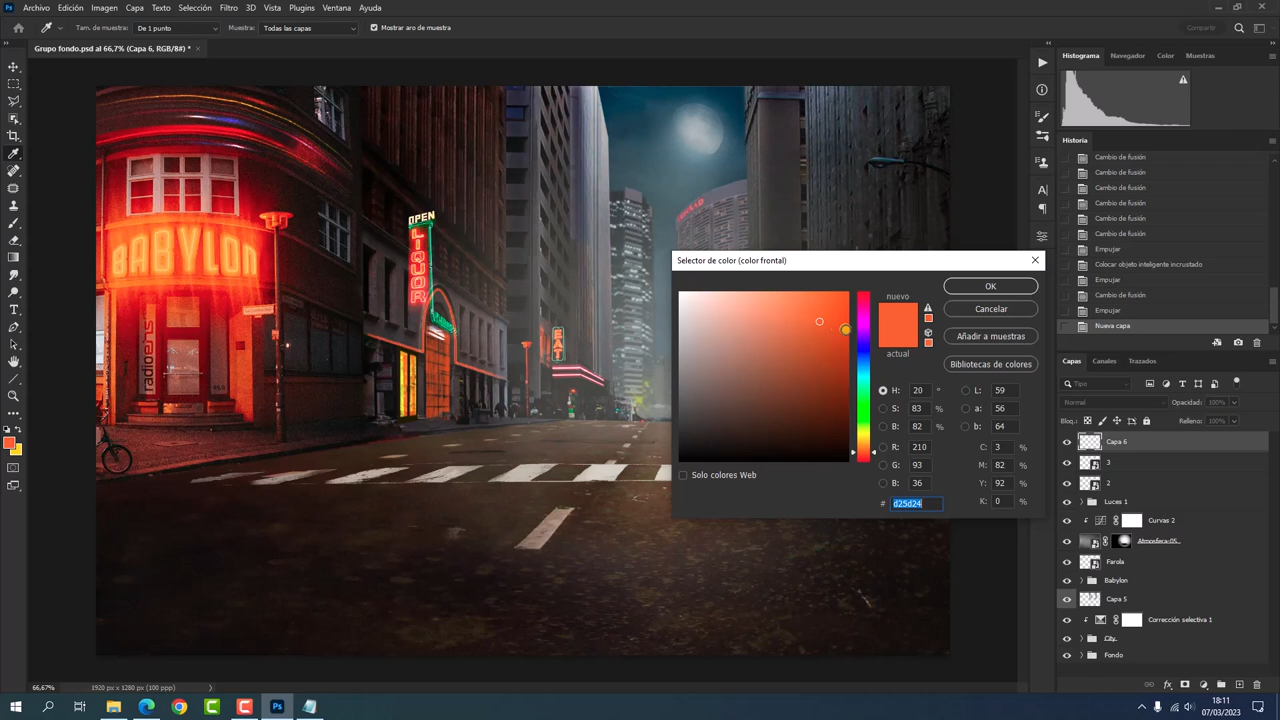 Archivo Edición Imagen Capa Texto Selección Filtro 3D Vista Plugins Ventana Ayuda
Tam. de muestra: De 1 punto Muestra: Todas las capas Mostrar aro de muestra Compartir
Grupo fondo.psd al 66,7% (Capa 6, RGB/8#) * ×
Histograma Navegador Color Muestras
Historia
Cambio de fusión
Cambio de fusión
Cambio de fusión
Cambio de fusión
Cambio de fusión
Cambio de fusión
Empujar
Colocar objeto inteligente incrustado
Empujar
Cambio de fusión
Empujar
Nueva capa
OPEN
LIQUOR
BABYLON
EAT
radioers
Selector de color (color frontal)
nuevo
actual
OK
Cancelar
Añadir a muestras
Bibliotecas de colores
H: 20 °
S: 83 %
B: 82 %
R: 210
G: 93
B: 36
# d25d24
L: 59
a: 56
b: 64
C: 3 %
M: 82 %
Y: 92 %
K: 0 %
Solo colores Web
Capas Canales Trazados
Tipo
Normal Opacidad: 100%
Bloq.: Relleno: 100%
Capa 6
3
2
Luces 1
Curvas 2
Atmosfera-05...
Farola
Babylon
Capa 5
Corrección selectiva 1
City
Fondo
66,67% 1920 px x 1280 px (100 ppp)
18:11
07/03/2023